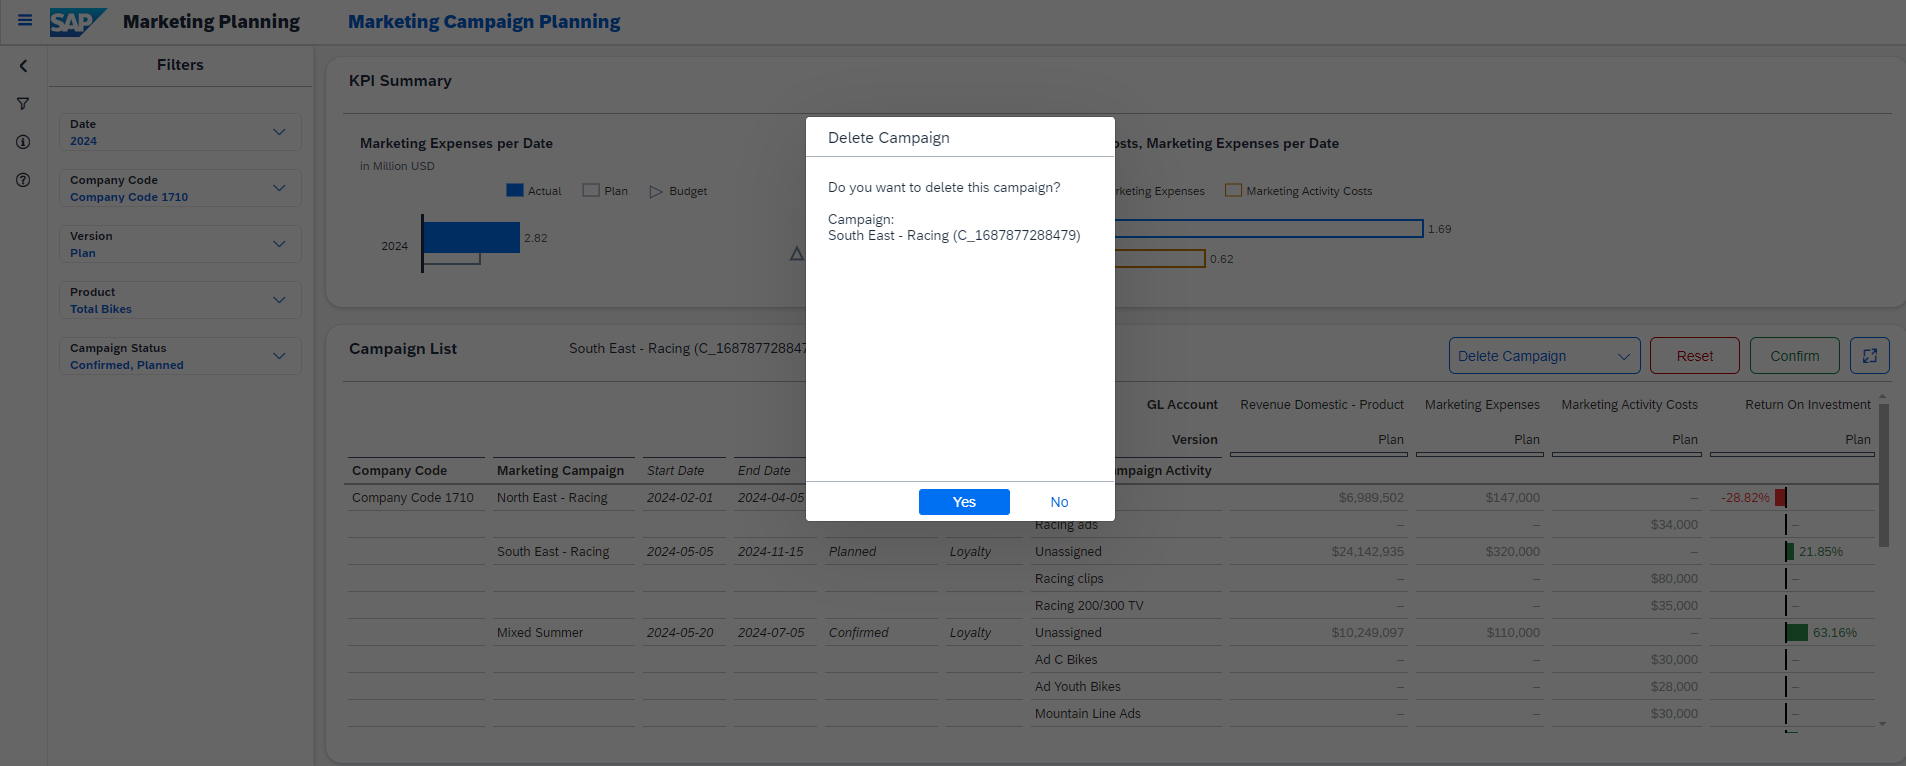 SAP Marketing Planning Marketing Campaign Planning
Filters
Date
2024
Company Code
Company Code 1710
Version
Plan
Product
Total Bikes
Campaign Status
Confirmed, Planned
KPI Summary
Marketing Expenses per Date
in Million USD
Actual Plan Budget
2024 2.82
Marketing Expenses per Date
Expenses Marketing Activity Costs
1.69
0.62
Delete Campaign
Do you want to delete this campaign?
Campaign:
South East - Racing (C_1687877288479)
Yes No
Campaign List South East - Racing Delete Campaign Reset Confirm
GL Account Revenue Domestic - Product Marketing Expenses Marketing Activity Costs Return On Investment
Version Plan Plan Plan Plan
Company Code Marketing Campaign Start Date End Date Activity
Company Code 1710 North East - Racing 2024-02-01 2024-04-05 $6,989,502 $147,000 – -28.82%
Racing ads – – $34,000 –
South East - Racing 2024-05-05 2024-11-15 Planned Loyalty Unassigned $24,142,935 $320,000 – 21.85%
Racing clips – – $80,000 –
Racing 200/300 TV – – $35,000 –
Mixed Summer 2024-05-20 2024-07-05 Confirmed Loyalty Unassigned $10,249,097 $110,000 – 63.16%
Ad C Bikes – – $30,000 –
Ad Youth Bikes – – $28,000 –
Mountain Line Ads – – $30,000 –